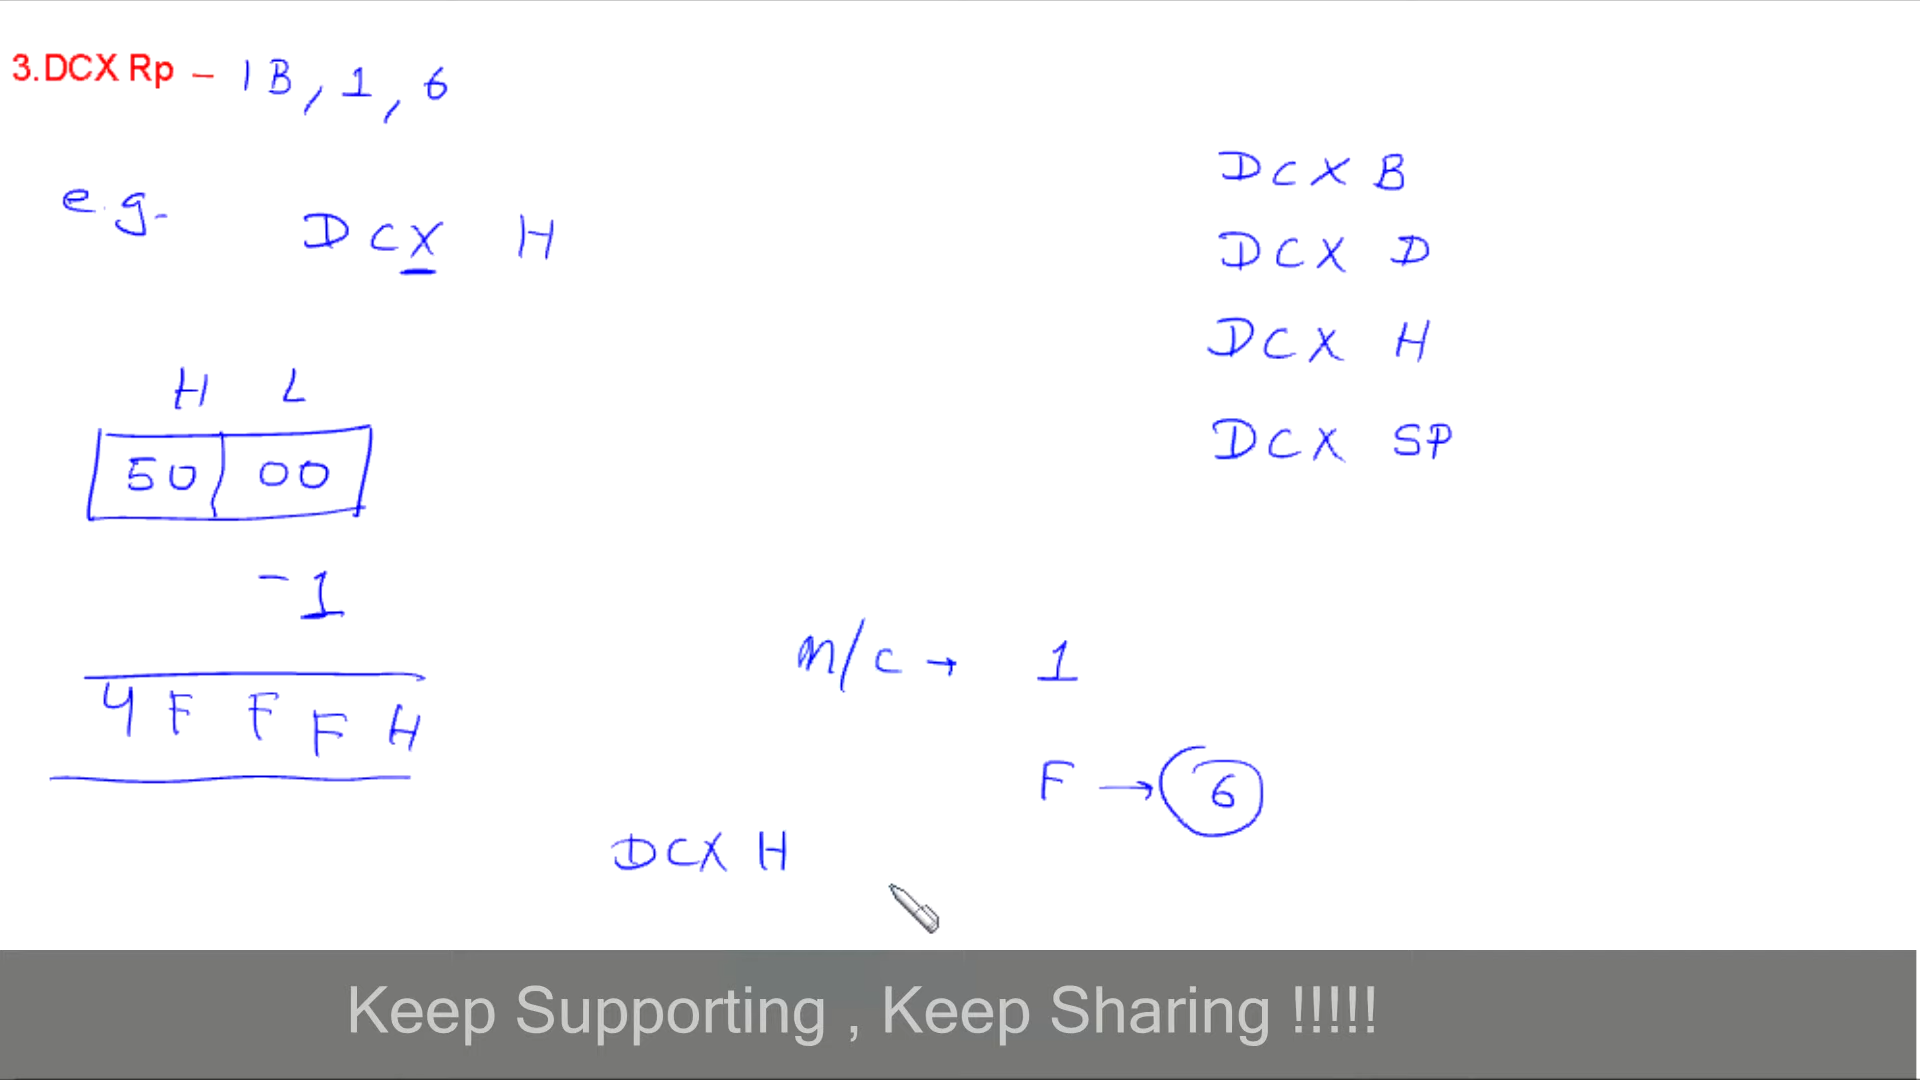 3.DCX Rp – 1B, 1, 6
e.g. DCX H
H L
50 00
-1
4FFFH
DCX B
DCX D
DCX H
DCX SP
M/C → 1
F → 6
DCX H
Keep Supporting , Keep Sharing !!!!!